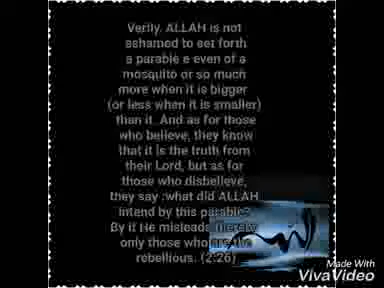 Verily. ALLAH is not
ashamed to set forth
a parable e even of a
mosquito or so much
more when it is bigger
(or less when it is smaller)
than it. And as for those
who believe, they know
that it is the truth from
their Lord, but as for
those who disbelieve,
they say :what did ALLAH
intend by this parable?
By it He misleads
only those who are the
rebellious. (2:26)
Made With
VivaVideo